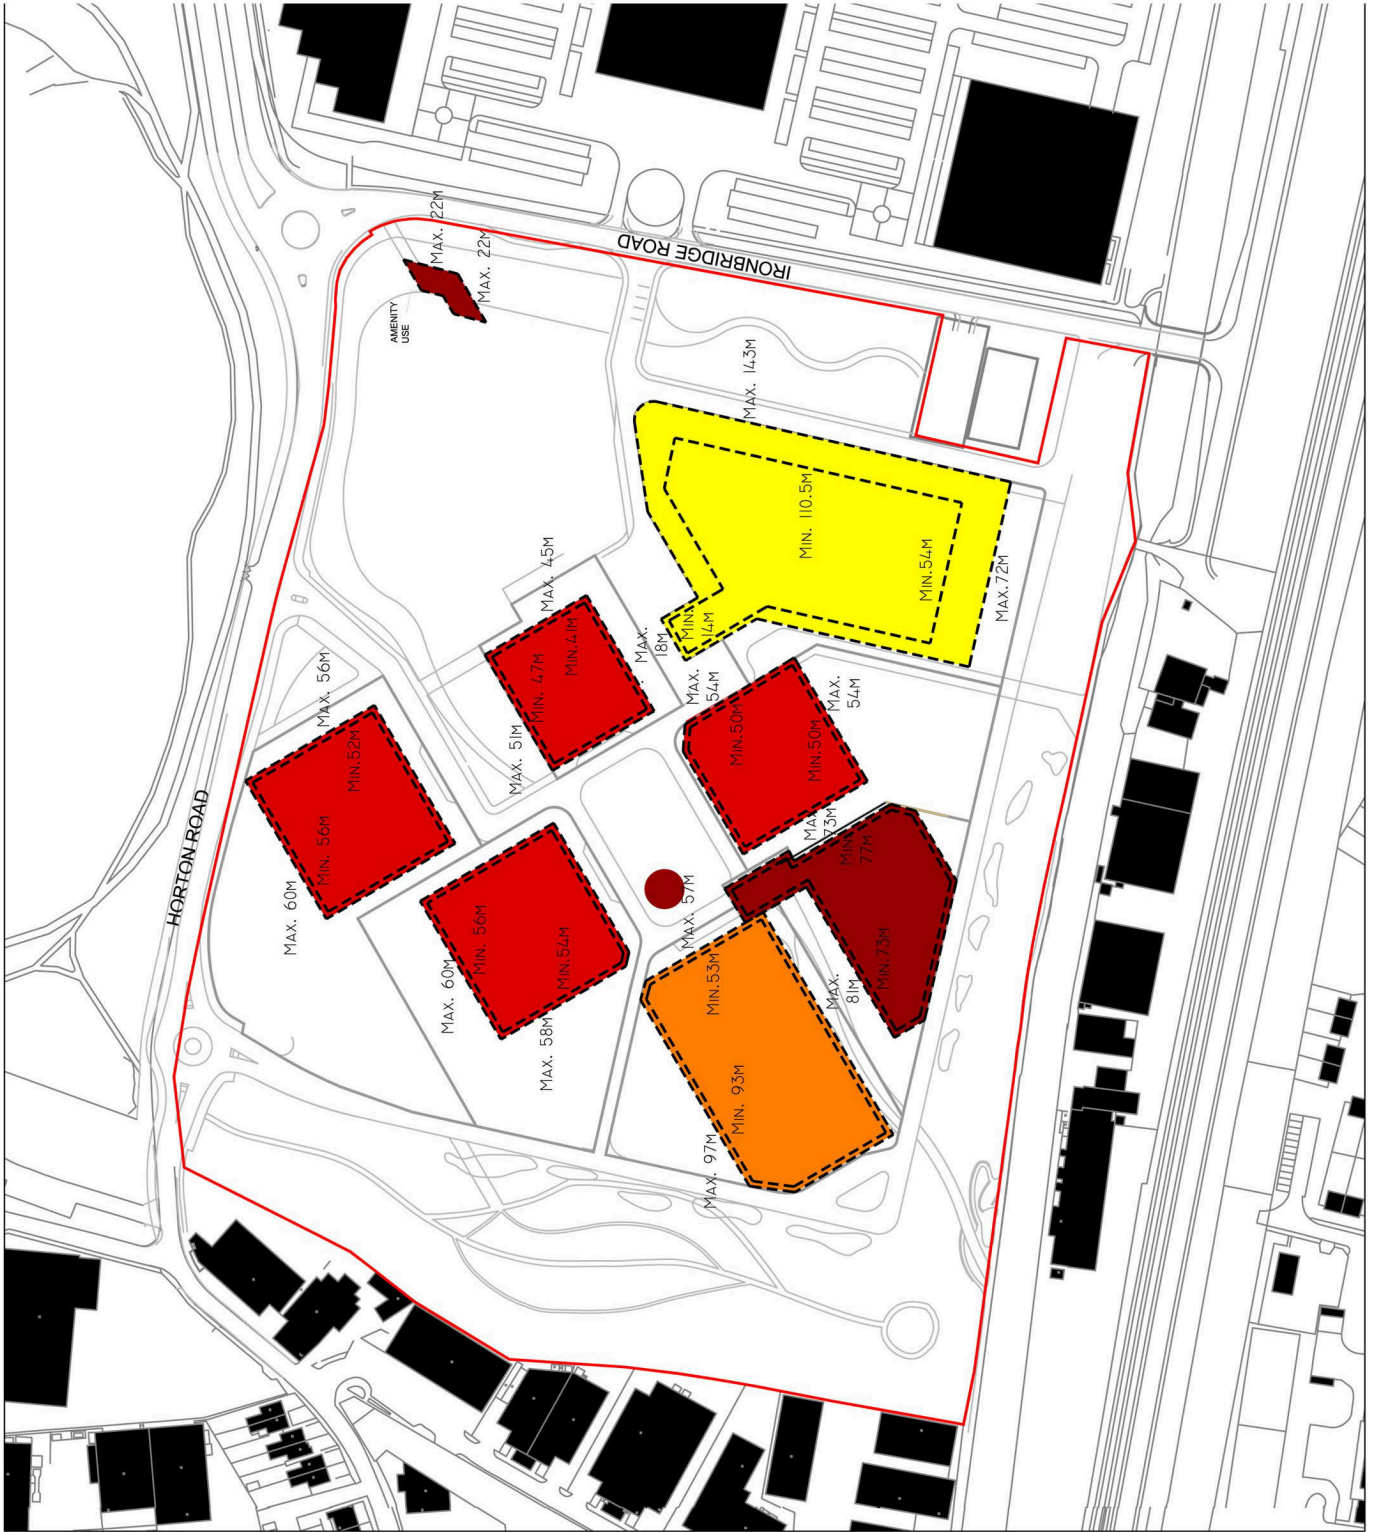 MAX. 22M
MAX. 22M
IRONBRIDGE ROAD
AMENITY
USE
MAX. 143M
MIN. 110.5M
MIN.54M
MAX.72M
MIN.
14M
MAX.
18M
MAX. 45M
MIN.41M
MIN. 47M
MAX. 51M
MAX. 56M
MIN.52M
MIN. 56M
MAX. 60M
HORTON ROAD
MAX.
54M
MIN.50M
MIN.50M
MAX.
54M
MAX.
73M
MIN.
77M
MIN.73M
MAX.
81M
MAX. 57M
MIN.53M
MIN. 93M
MAX. 97M
MIN. 56M
MIN.54M
MAX. 60M
MAX. 58M